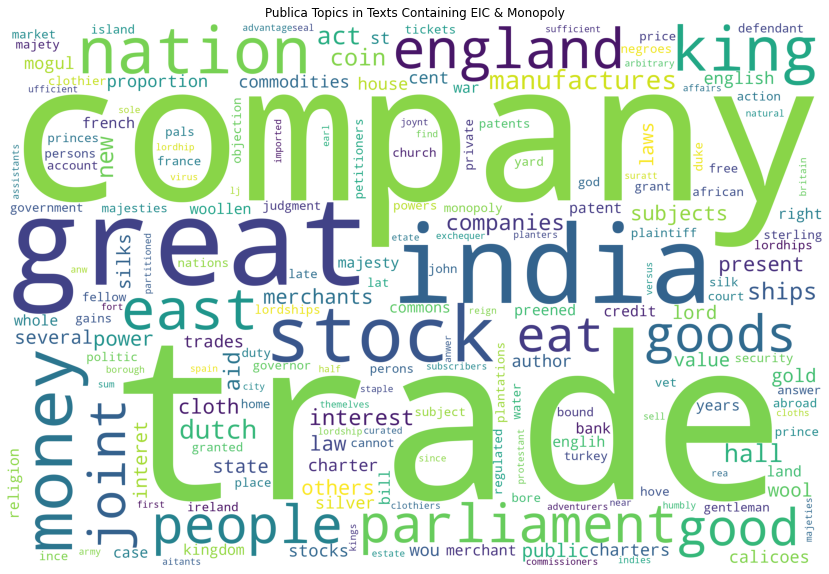 Publica Topics in Texts Containing EIC & Monopoly
market island advantage seal act st tickets sufficient price defendant
majety nation coin england negroes king
mogul clothier proportion commodities house cent war manufactures english arbitrary affairs
ufficient sole company action natural
princes french pals objection petitioners joynt find patents earl laws duke
persons new lordship france imported church private yard free
assistants account virus lj god suratt grant african britain
government majesties woollen judgment powers monopoly patent subjects right
great etate exchequer planters companies plaintiff sterling
anw partitioned silks nations late majesty john india versus silk lordships present
fellow lat merchants court
whole fort gains lordships commons reign preened credit lord ships
several power east stock eat goods
politic trades duty governor perons anwer author value security
borough spain half subscribers plantations vet gold
sum aid city home staple water years answer abroad
money cloth themelves bound sell cloths
joint dutch interest subject bank prince
religion interet granted lordship curated law cannot since regulated englih turkey hall
trade state charter bill protestant rea land
place others silver bore hove wool
first ireland clothiers adventurers near humbly gentleman
people parliament good
ince army case kingdom stocks kings estate wou merchant public charters calicoes majeties
aitants indies commissioners